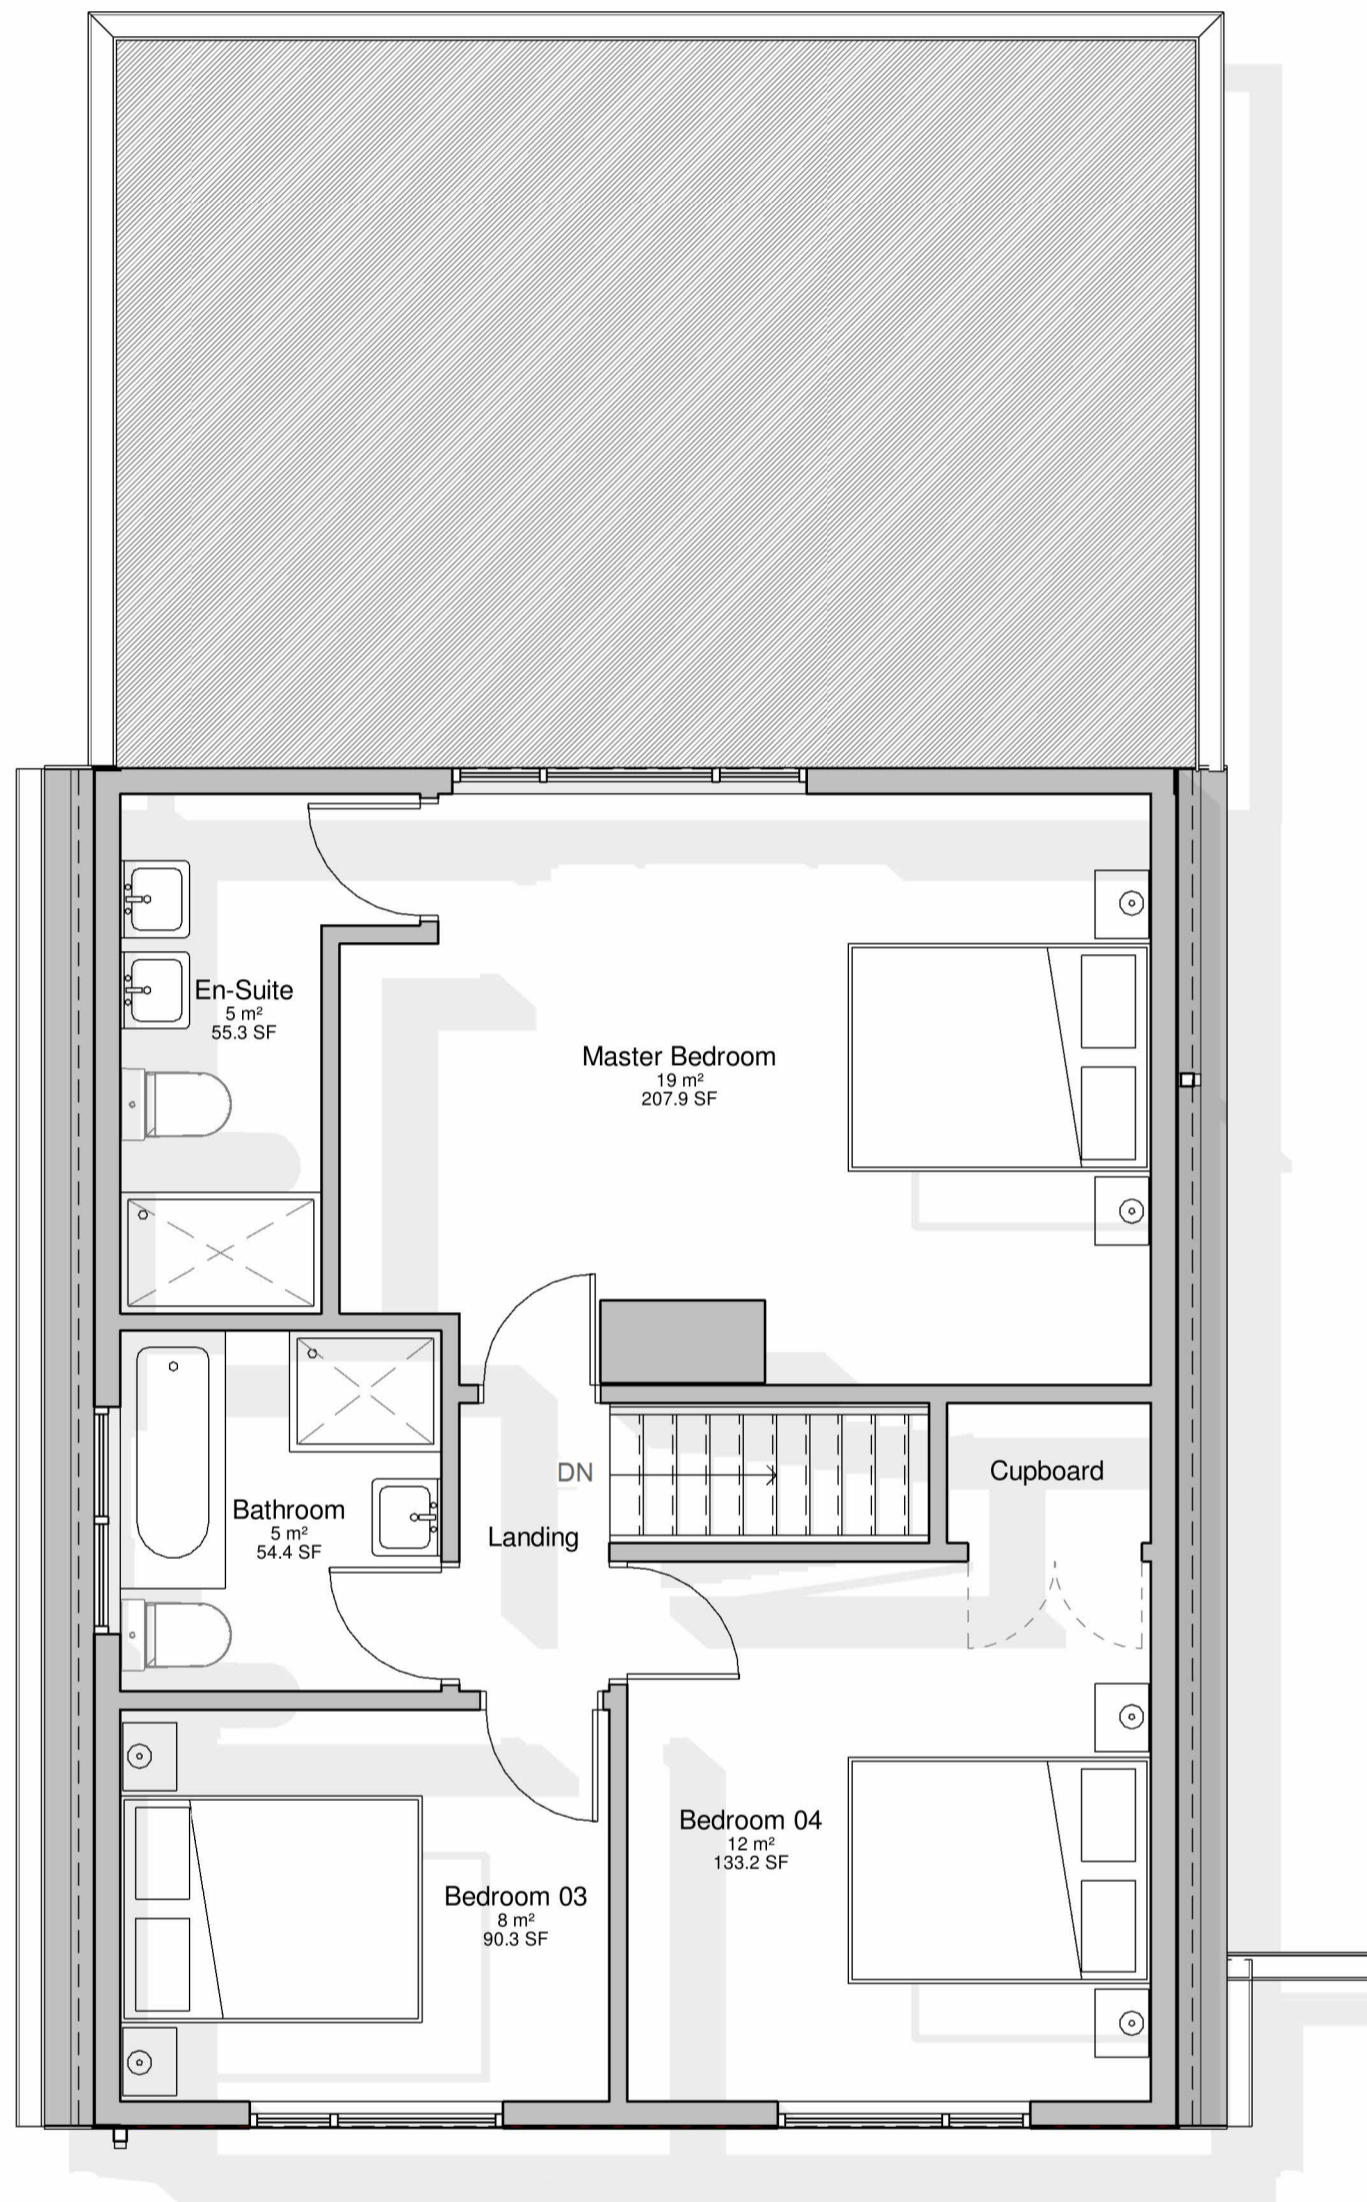 En-Suite
5 m²
55.3 SF
Master Bedroom
19 m²
207.9 SF
DN
Cupboard
Landing
Bathroom
5 m²
54.4 SF
Bedroom 04
12 m²
133.2 SF
Bedroom 03
8 m²
90.3 SF